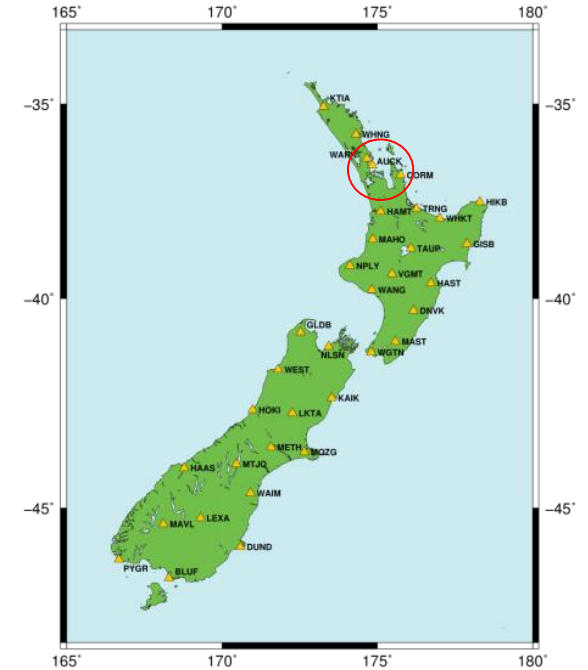 165˚ 170˚ 175˚ 180˚
−35˚ −35˚
KTIA
WHNG
WARK
AUCK
CORM
HAMT
TRNG
HIKB
WHKT
MAHO
TAUP
GISB
NPLY
VGMT
WANG
HAST
−40˚ −40˚
DNVK
GLDB
NLSN
WGTN
MAST
WEST
KAIK
HOKI
LKTA
METH
MQZG
HAAS
MTJO
WAIM
−45˚ −45˚
MAVL
LEXA
DUND
PYGR
BLUF
165˚ 170˚ 175˚ 180˚